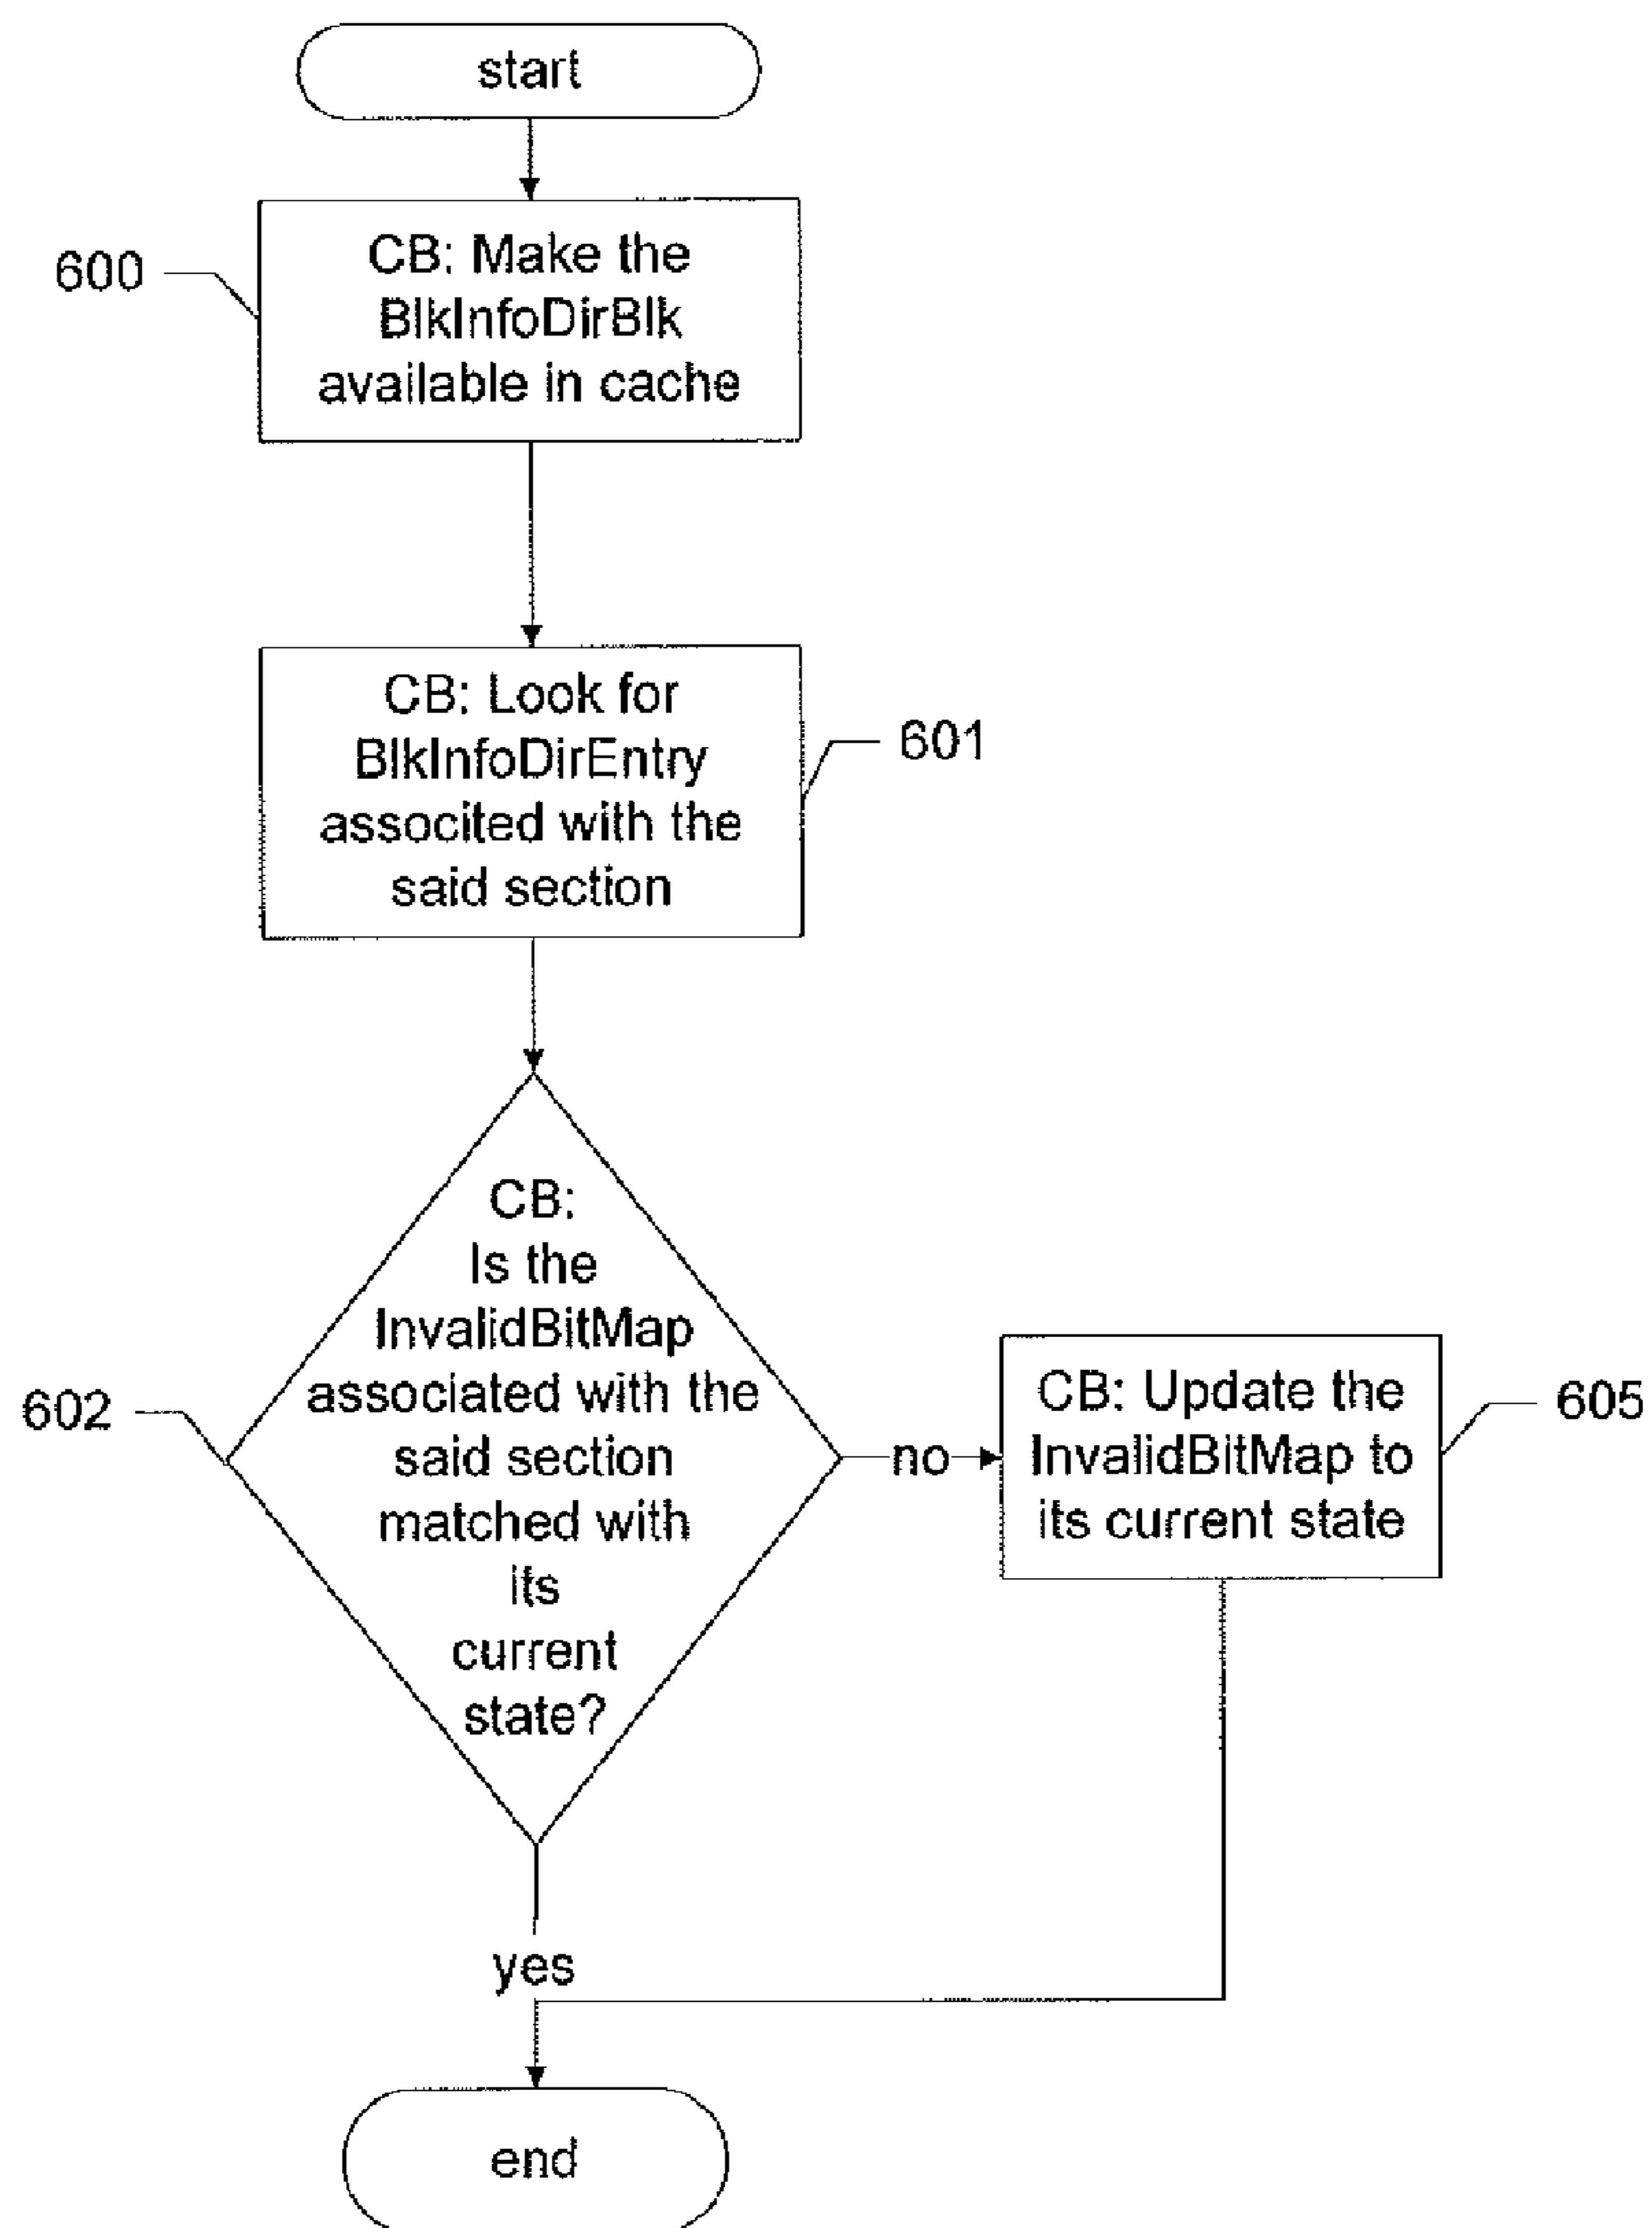 start
600
CB: Make the
BlkInfoDirBlk
available in cache
CB: Look for
BlkInfoDirEntry
associted with the
said section
601
CB:
Is the
InvalidBitMap
associated with the
said section
matched with
its
current
state?
602
no
CB: Update the
InvalidBitMap to
its current state
605
yes
end